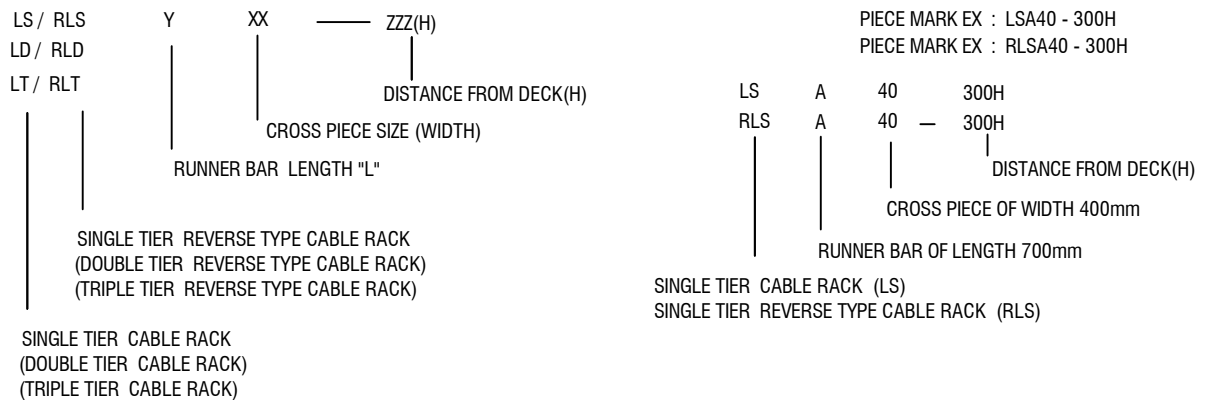 LS / RLS Y XX ZZZ(H)
LD / RLD
LT / RLT
DISTANCE FROM DECK(H)
CROSS PIECE SIZE (WIDTH)
RUNNER BAR LENGTH "L"
SINGLE TIER REVERSE TYPE CABLE RACK
(DOUBLE TIER REVERSE TYPE CABLE RACK)
(TRIPLE TIER REVERSE TYPE CABLE RACK)
SINGLE TIER CABLE RACK
(DOUBLE TIER CABLE RACK)
(TRIPLE TIER CABLE RACK)
PIECE MARK EX : LSA40 - 300H
PIECE MARK EX : RLSA40 - 300H
LS A 40 300H
RLS A 40 — 300H
DISTANCE FROM DECK(H)
CROSS PIECE OF WIDTH 400mm
RUNNER BAR OF LENGTH 700mm
SINGLE TIER CABLE RACK (LS)
SINGLE TIER REVERSE TYPE CABLE RACK (RLS)